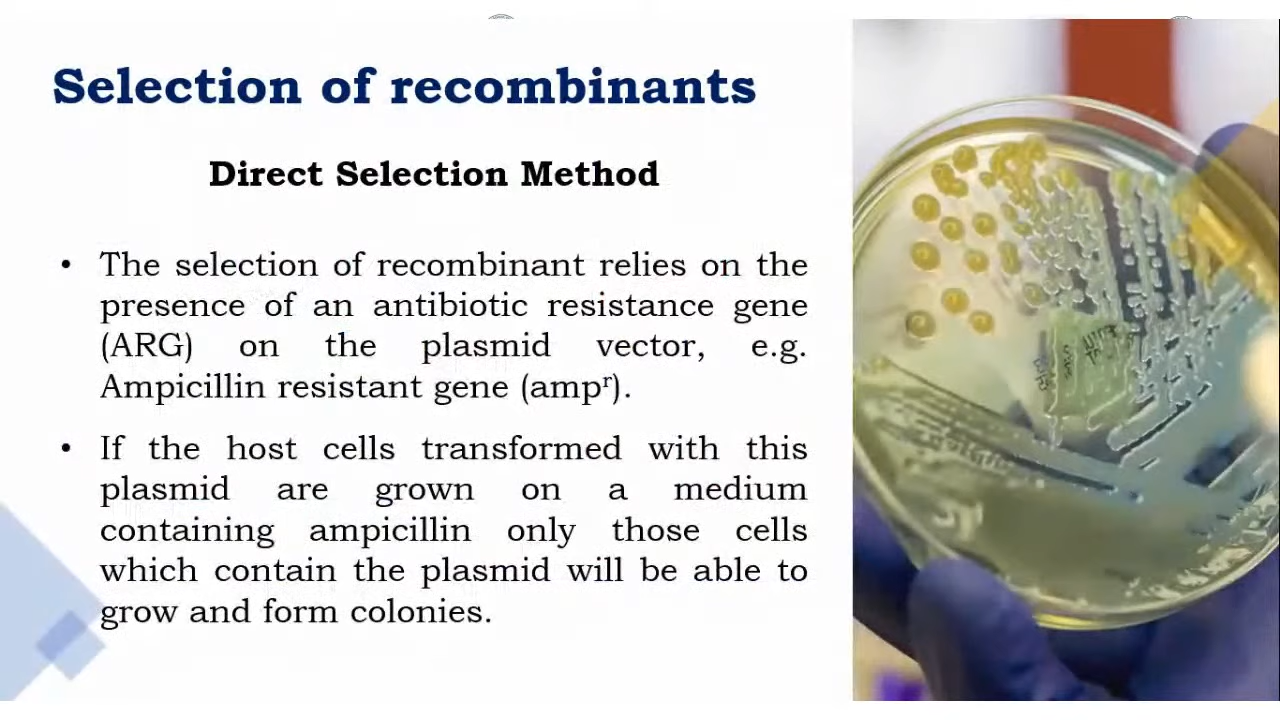 Selection of recombinants
Direct Selection Method
• The selection of recombinant relies on the
presence of an antibiotic resistance gene
(ARG) on the plasmid vector, e.g.
Ampicillin resistant gene (ampʳ).
• If the host cells transformed with this
plasmid are grown on a medium
containing ampicillin only those cells
which contain the plasmid will be able to
grow and form colonies.